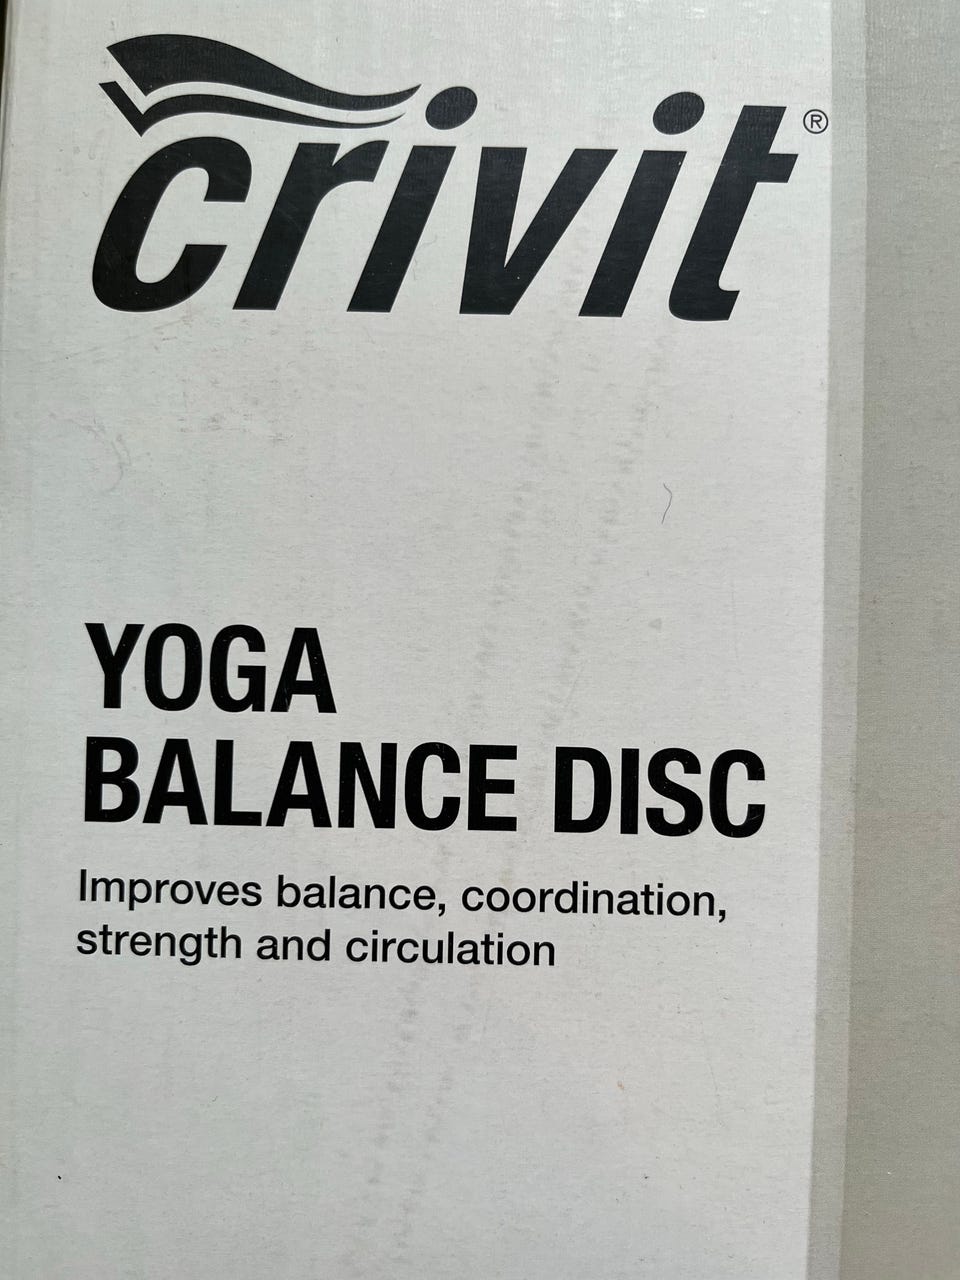 crivit®
YOGA
BALANCE DISC
Improves balance, coordination,
strength and circulation